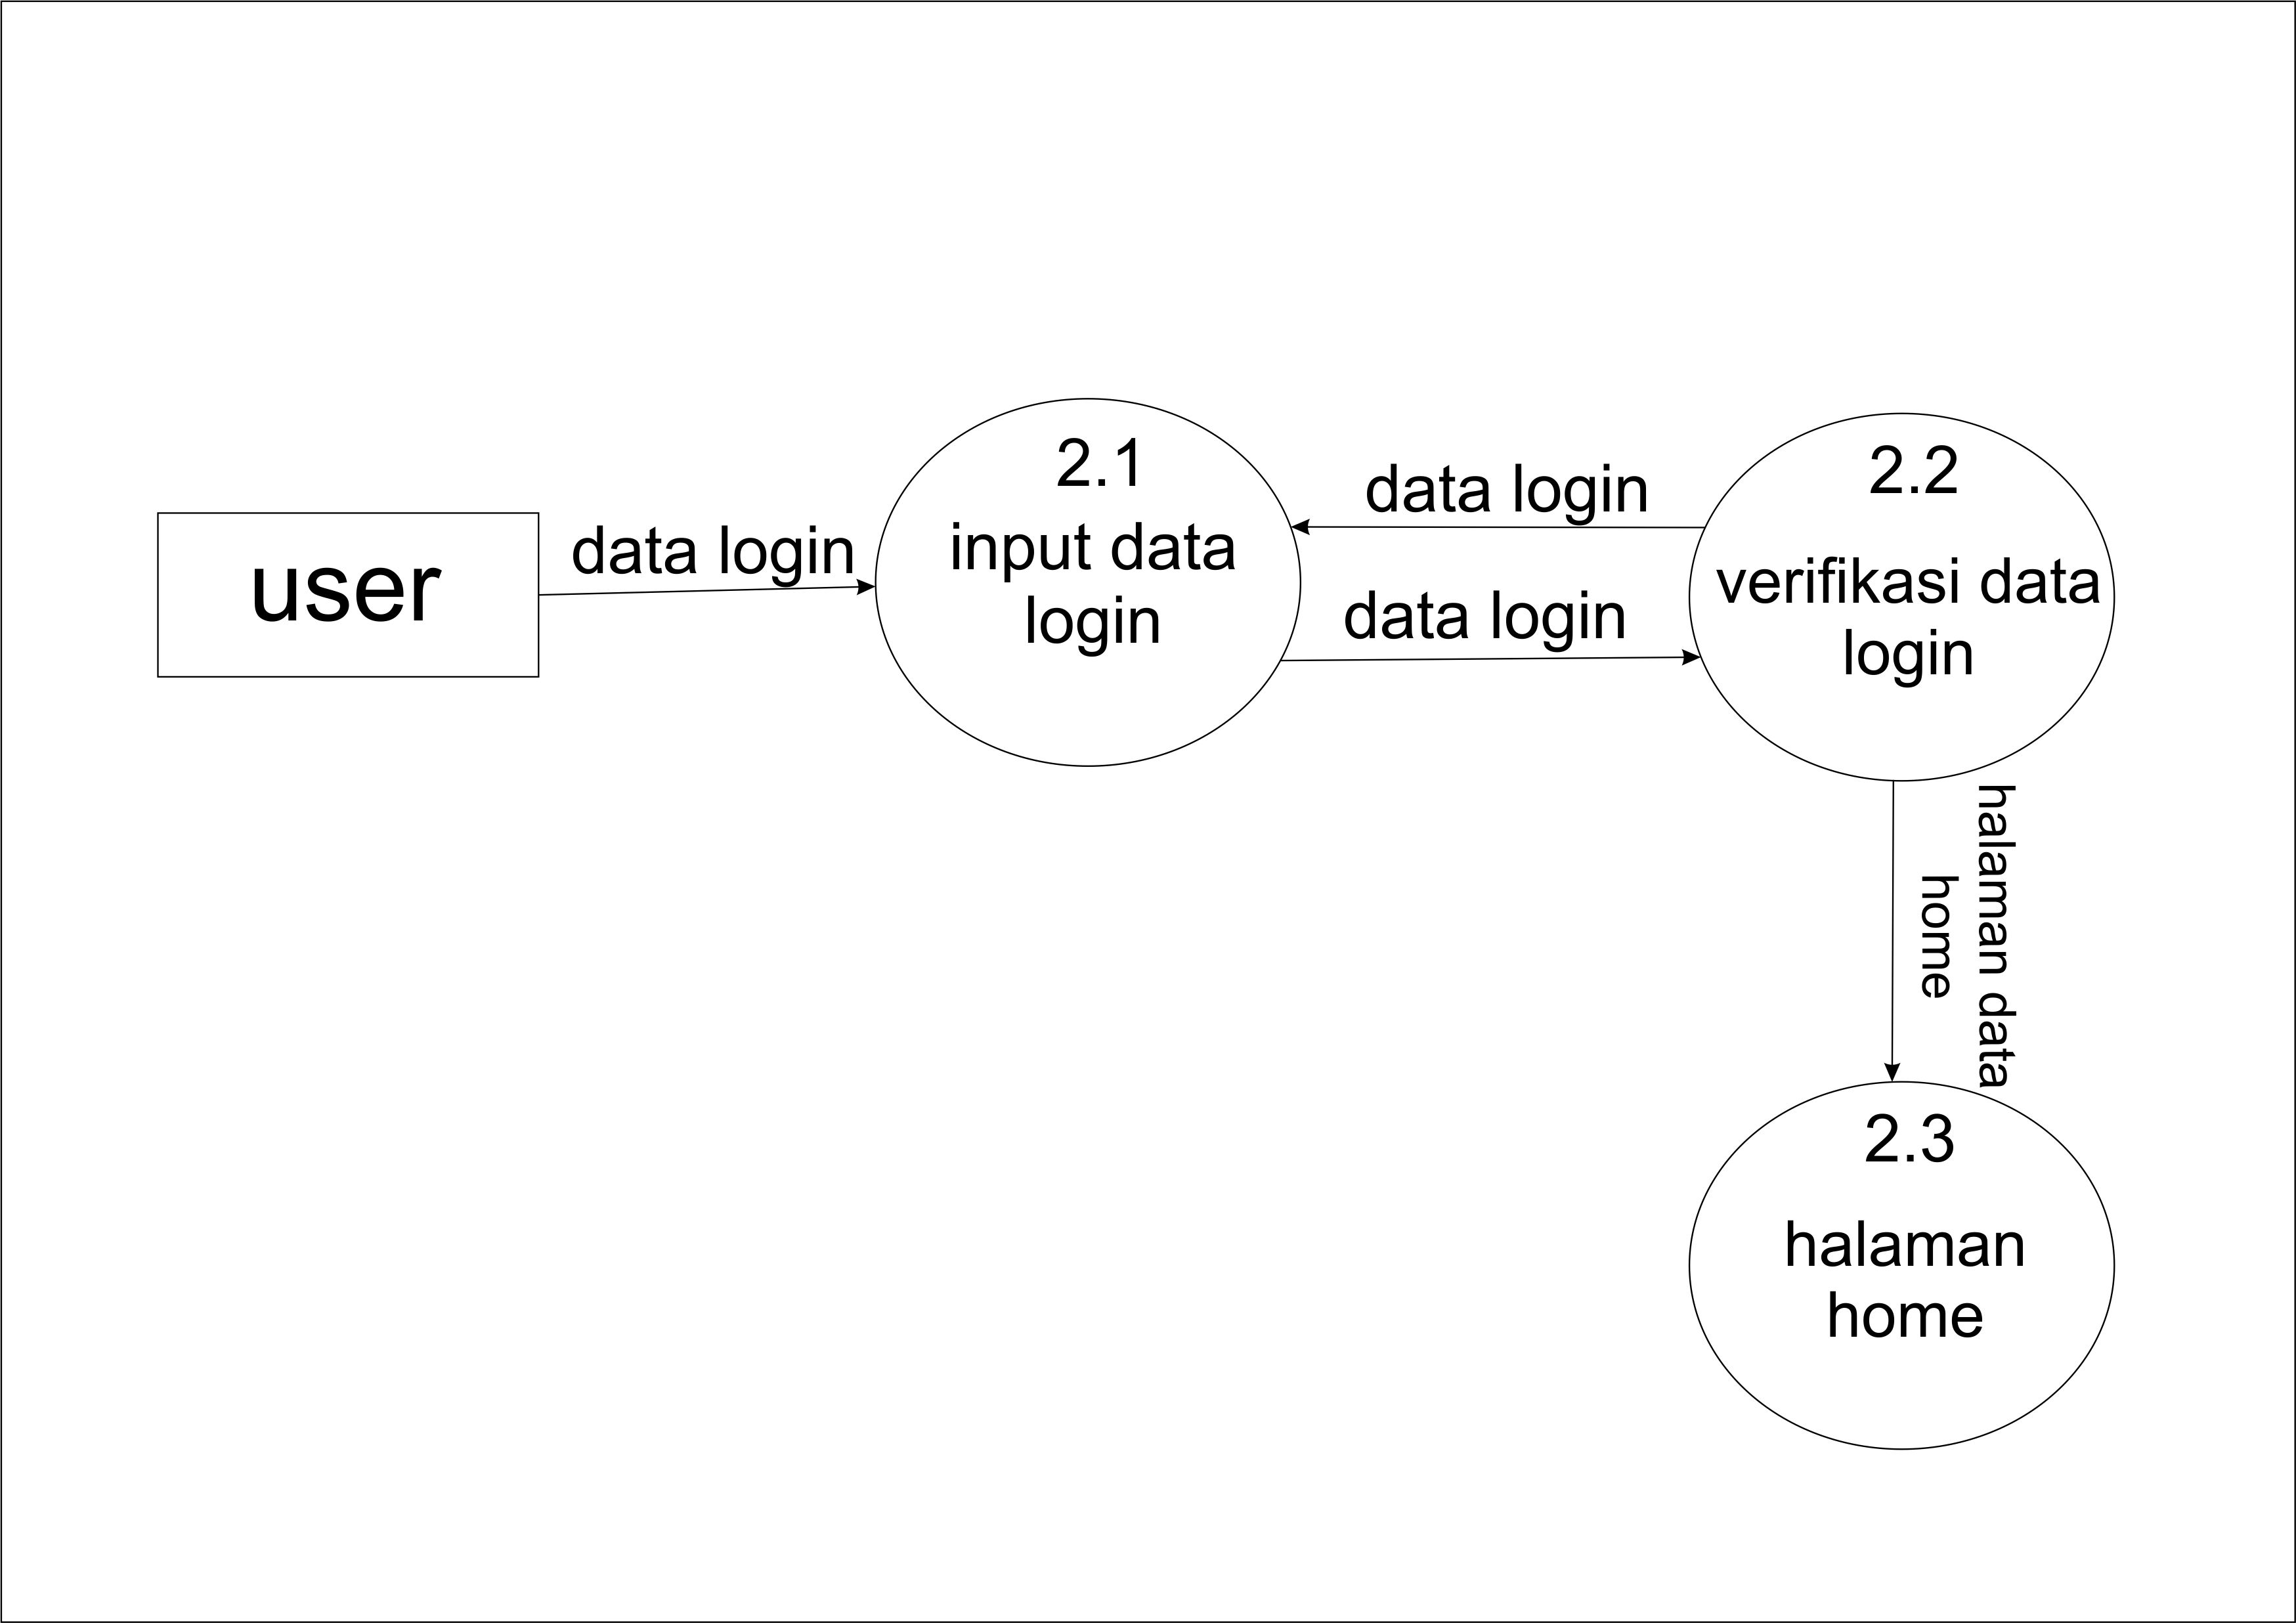 user
data login
2.1
input data
login
data login
data login
2.2
verifikasi data
login
halaman data
home
2.3
halaman
home